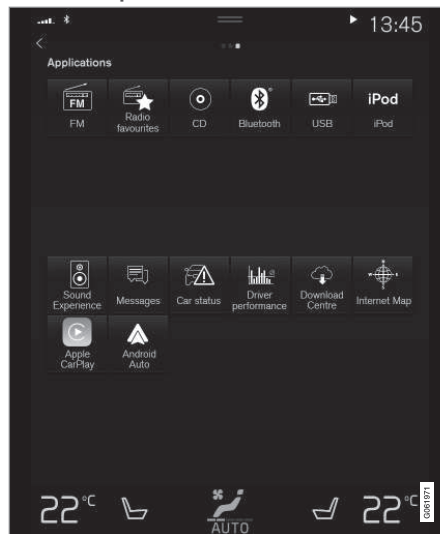 13:45
Applications
FM
FM
Radio
favourites
CD
Bluetooth
USB
iPod
iPod
Sound
Experience
Messages
Car status
Driver
performance
Download
Centre
Internet Map
Apple
CarPlay
Android
Auto
22°C
AUTO
22°C
G061971